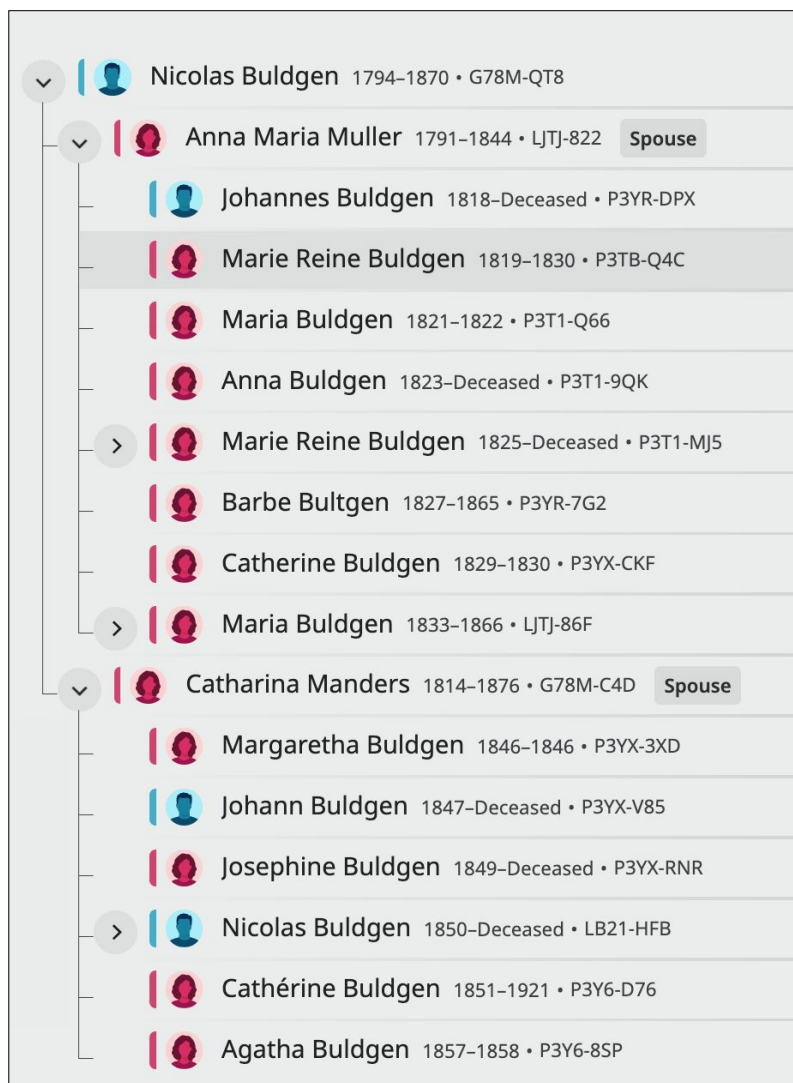 Nicolas Buldgen 1794–1870 • G78M-QT8
Anna Maria Muller 1791–1844 • LJTJ-822 Spouse
Johannes Buldgen 1818–Deceased • P3YR-DPX
Marie Reine Buldgen 1819–1830 • P3TB-Q4C
Maria Buldgen 1821–1822 • P3T1-Q66
Anna Buldgen 1823–Deceased • P3T1-9QK
Marie Reine Buldgen 1825–Deceased • P3T1-MJ5
Barbe Bultgen 1827–1865 • P3YR-7G2
Catherine Buldgen 1829–1830 • P3YX-CKF
Maria Buldgen 1833–1866 • LJTJ-86F
Catharina Manders 1814–1876 • G78M-C4D Spouse
Margaretha Buldgen 1846–1846 • P3YX-3XD
Johann Buldgen 1847–Deceased • P3YX-V85
Josephine Buldgen 1849–Deceased • P3YX-RNR
Nicolas Buldgen 1850–Deceased • LB21-HFB
Cathérine Buldgen 1851–1921 • P3Y6-D76
Agatha Buldgen 1857–1858 • P3Y6-8SP